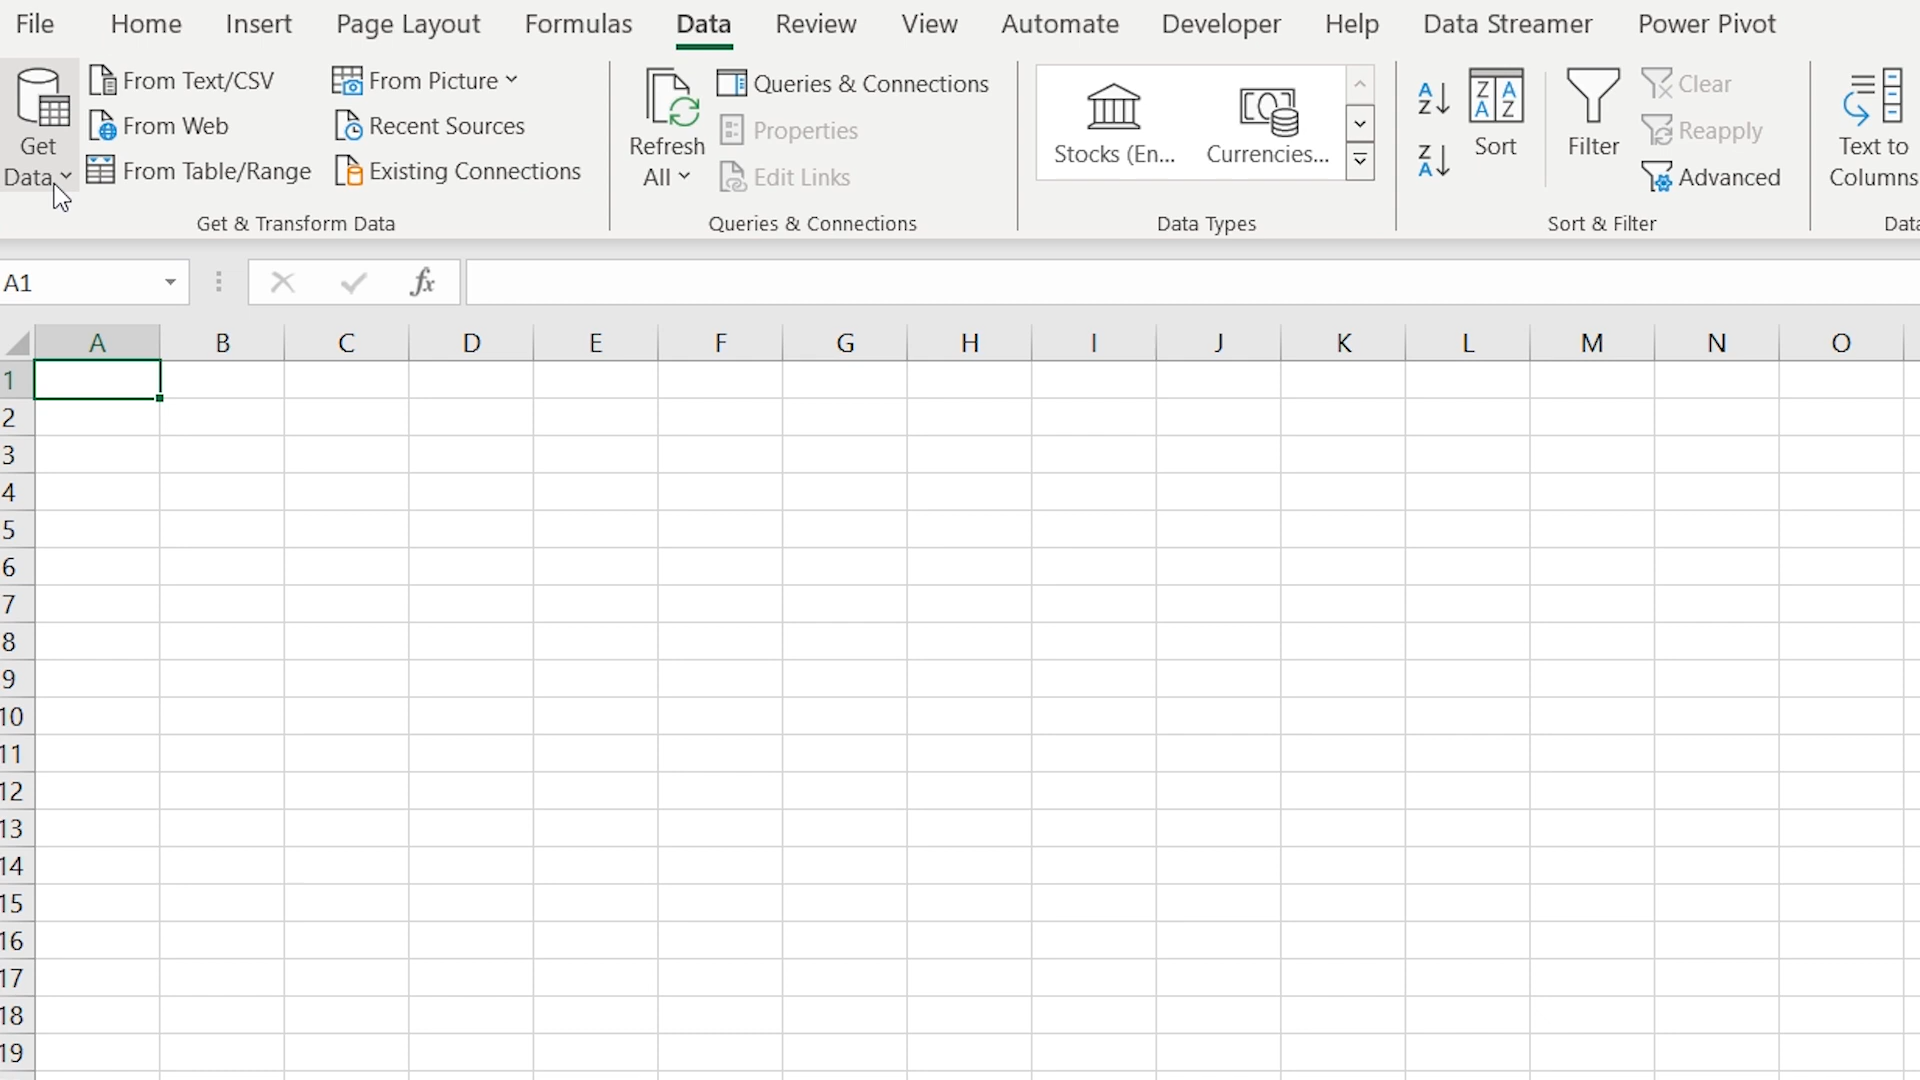 File Home Insert Page Layout Formulas Data Review View Automate Developer Help Data Streamer Power Pivot
Get Data
From Text/CSV
From Web
From Table/Range
From Picture
Recent Sources
Existing Connections
Get & Transform Data
Refresh All
Queries & Connections
Properties
Edit Links
Queries & Connections
Stocks (En...
Currencies...
Data Types
Sort
Filter
Clear
Reapply
Advanced
Sort & Filter
Text to
Columns
Data
A1
fx
A B C D E F G H I J K L M N O
1
2
3
4
5
6
7
8
9
10
11
12
13
14
15
16
17
18
19